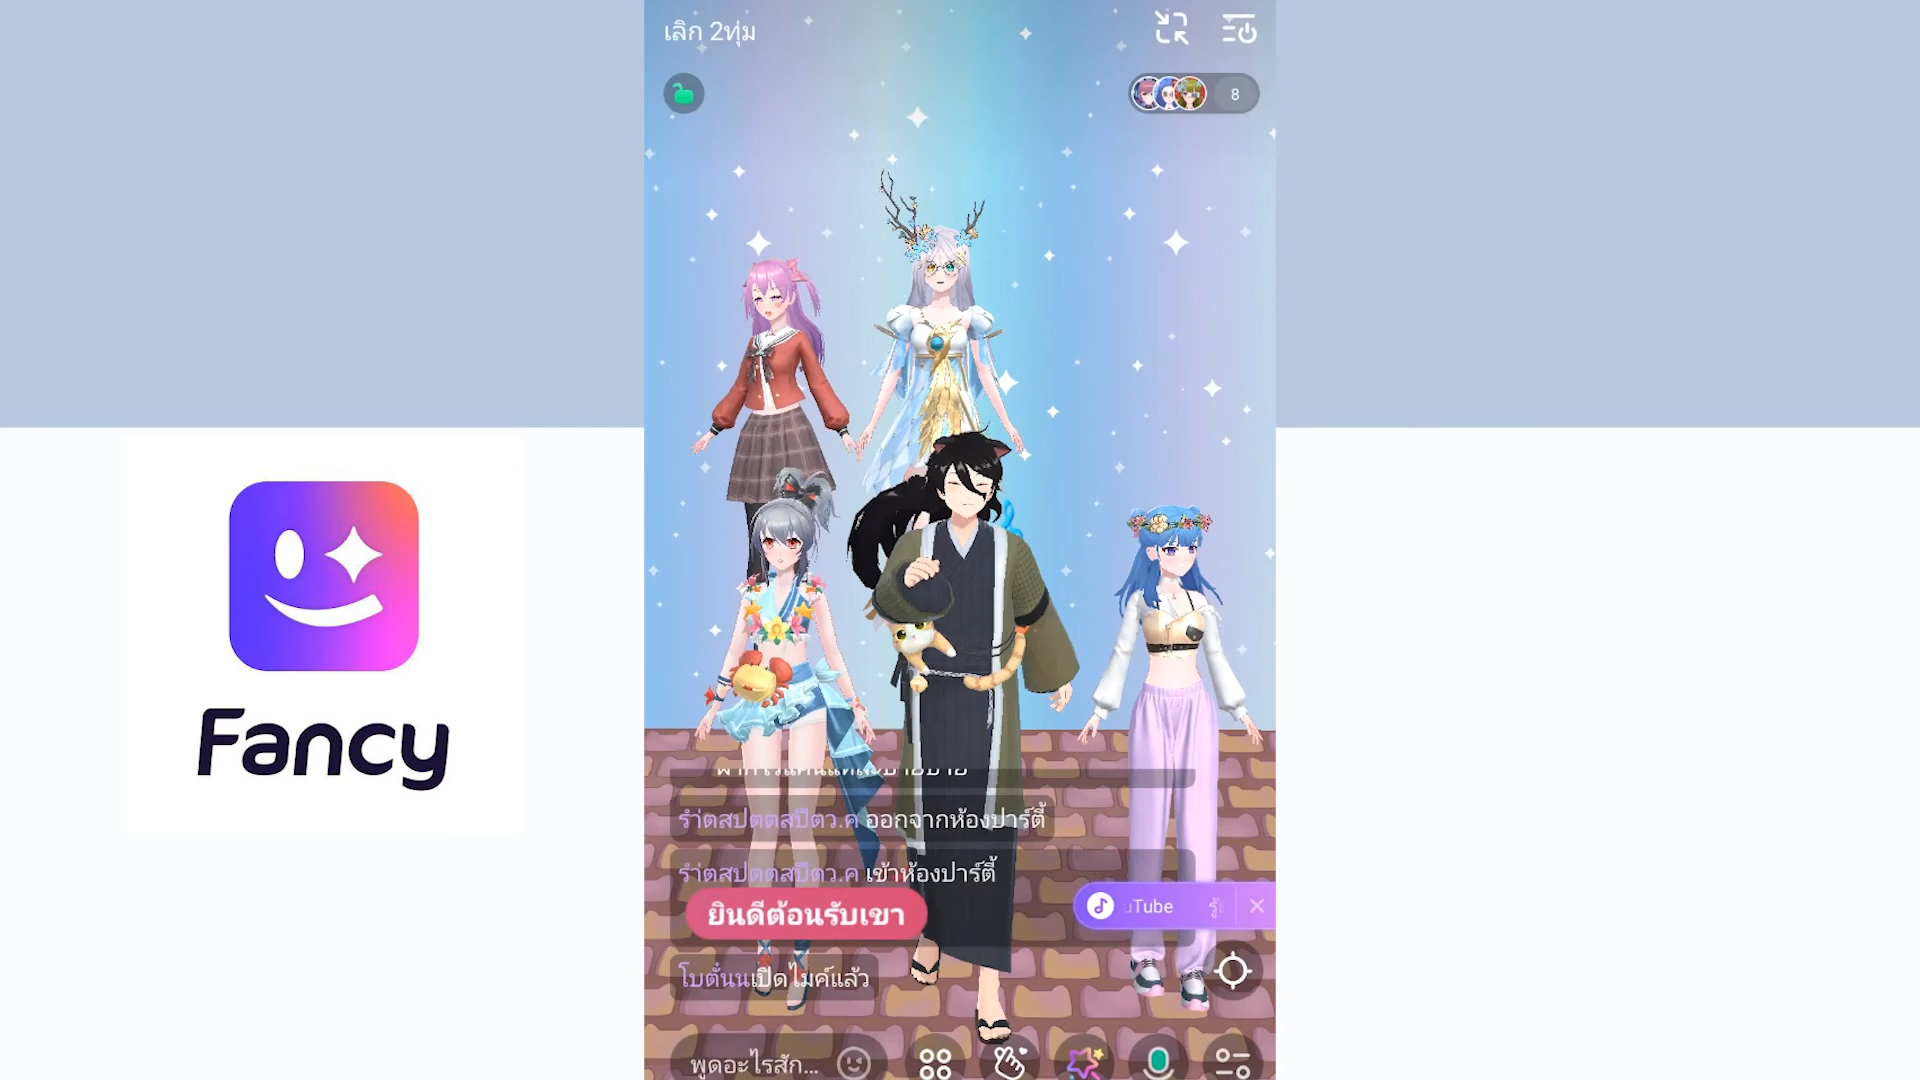 เลิก 2ทุ่ม
8
Fancy
รำ่ตสปตตสปีตว.ค ออกจากห้องปาร์ตี้
รำ่ตสปตตสปีตว.ค เข้าห้องปาร์ตี้
ยินดีต้อนรับเขา
uTube
โบตั๋นนเปิดไมค์แล้ว
พูดอะไรสัก...